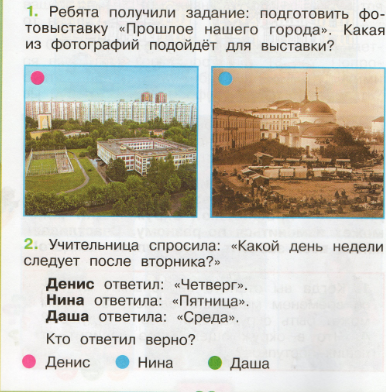 1. Ребята получили задание: подготовить фо-
товыставку «Прошлое нашего города». Какая
из фотографий подойдёт для выставки?
2. Учительница спросила: «Какой день недели
следует после вторника?»
Денис ответил: «Четверг».
Нина ответила: «Пятница».
Даша ответила: «Среда».
Кто ответил верно?
Денис Нина Даша